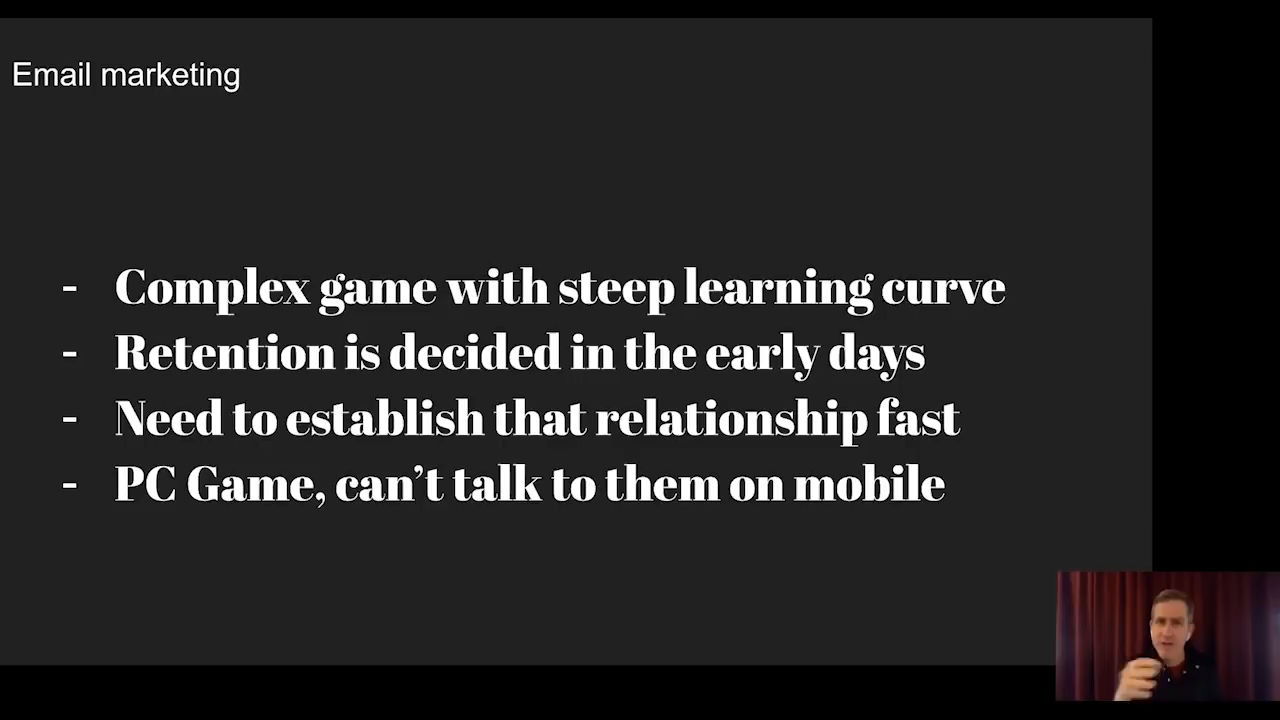 Email marketing
- Complex game with steep learning curve
- Retention is decided in the early days
- Need to establish that relationship fast
- PC Game, can’t talk to them on mobile